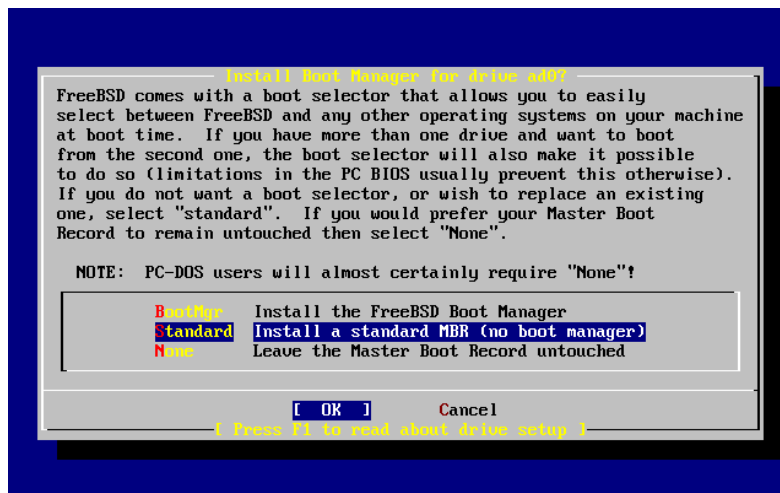 Install Boot Manager for drive ad0?
FreeBSD comes with a boot selector that allows you to easily
select between FreeBSD and any other operating systems on your machine
at boot time.  If you have more than one drive and want to boot
from the second one, the boot selector will also make it possible
to do so (limitations in the PC BIOS usually prevent this otherwise).
If you do not want a boot selector, or wish to replace an existing
one, select "standard".  If you would prefer your Master Boot
Record to remain untouched then select "None".
NOTE:  PC-DOS users will almost certainly require "None"!
BootMgr   Install the FreeBSD Boot Manager
Standard  Install a standard MBR (no boot manager)
None      Leave the Master Boot Record untouched
[  OK  ]       Cancel
[ Press F1 to read about drive setup ]